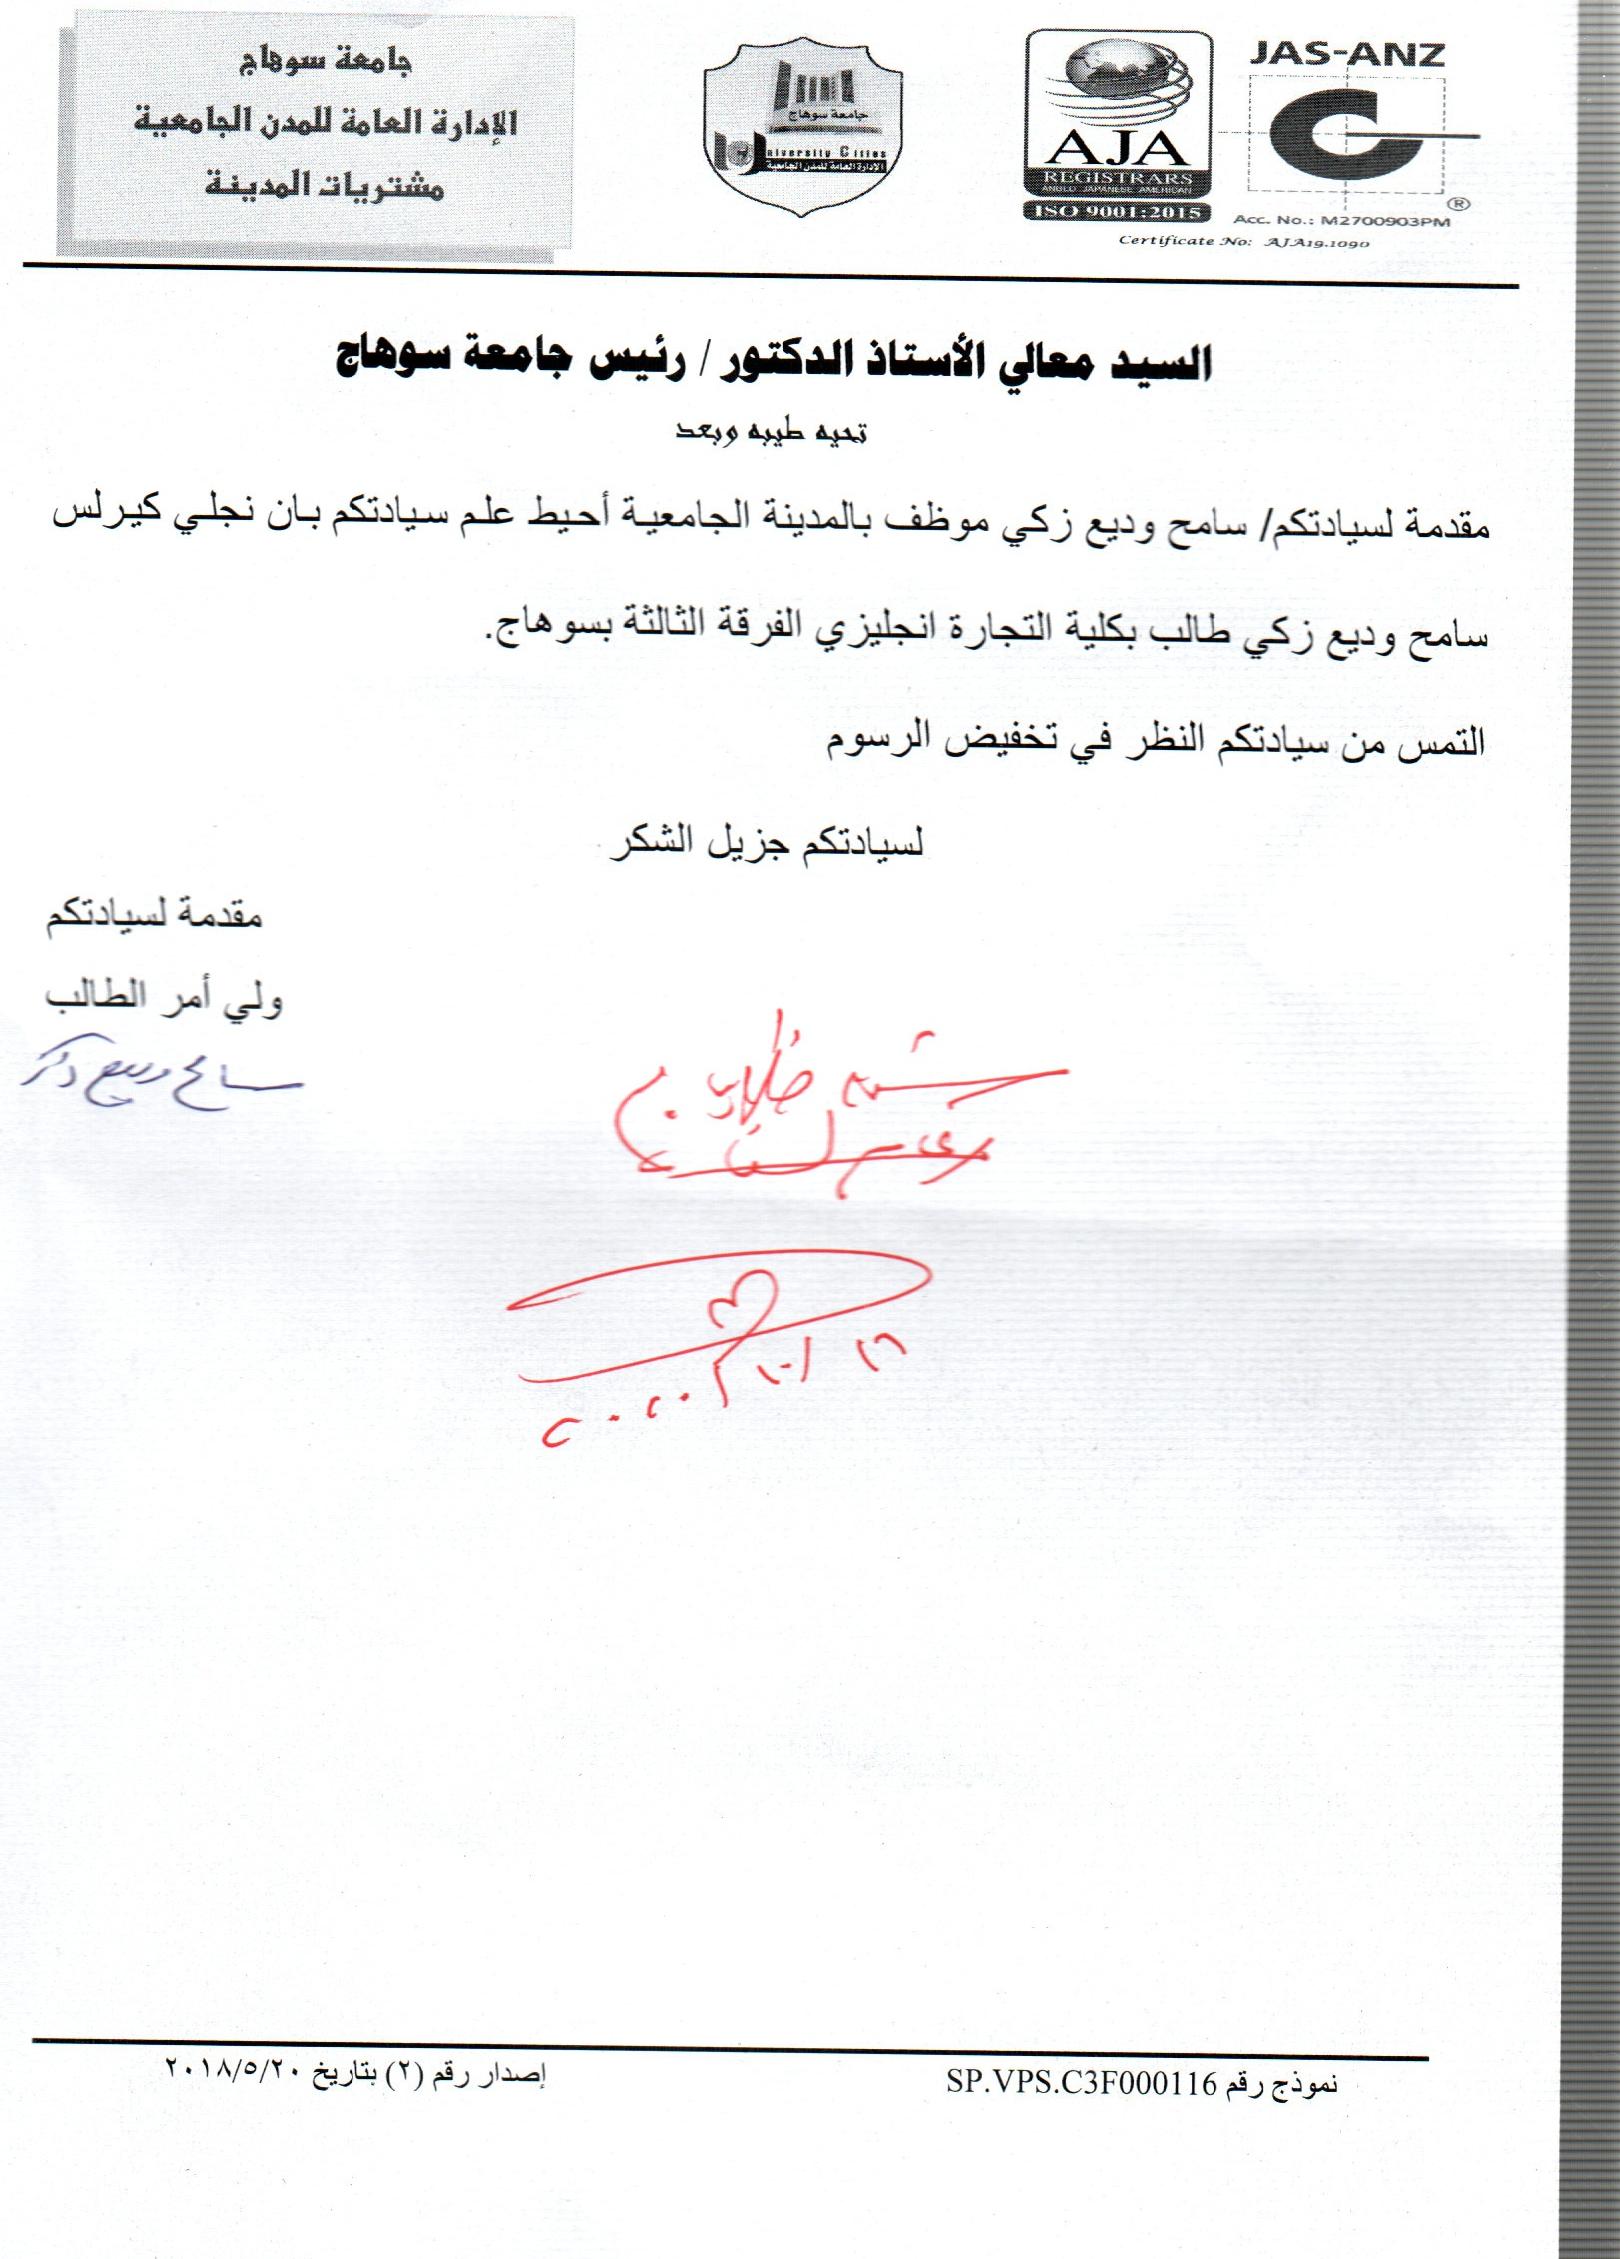 جامعة سوهاج
الإدارة العامة للمدن الجامعية
مشتريات المدينة
جامعة سوهاج
University Cities
الإدارة العامة للمدن الجامعية
AJA
REGISTRARS
ANGLO JAPANESE AMERICAN
ISO 9001:2015
JAS-ANZ
®
Acc. No.: M2700903PM
Certificate No: AJA19.1090
السيد معالي الأستاذ الدكتور / رئيس جامعة سوهاج
تحيه طيبه وبعد
مقدمة لسيادتكم/ سامح وديع زكي موظف بالمدينة الجامعية أحيط علم سيادتكم بان نجلي كيرلس
سامح وديع زكي طالب بكلية التجارة انجليزي الفرقة الثالثة بسوهاج.
التمس من سيادتكم النظر في تخفيض الرسوم
لسيادتكم جزيل الشكر
مقدمة لسيادتكم
ولي أمر الطالب
سامح وديع زكي
نموذج رقم SP.VPS.C3F000116
إصدار رقم (٢) بتاريخ ٢٠١٨/٥/٢٠